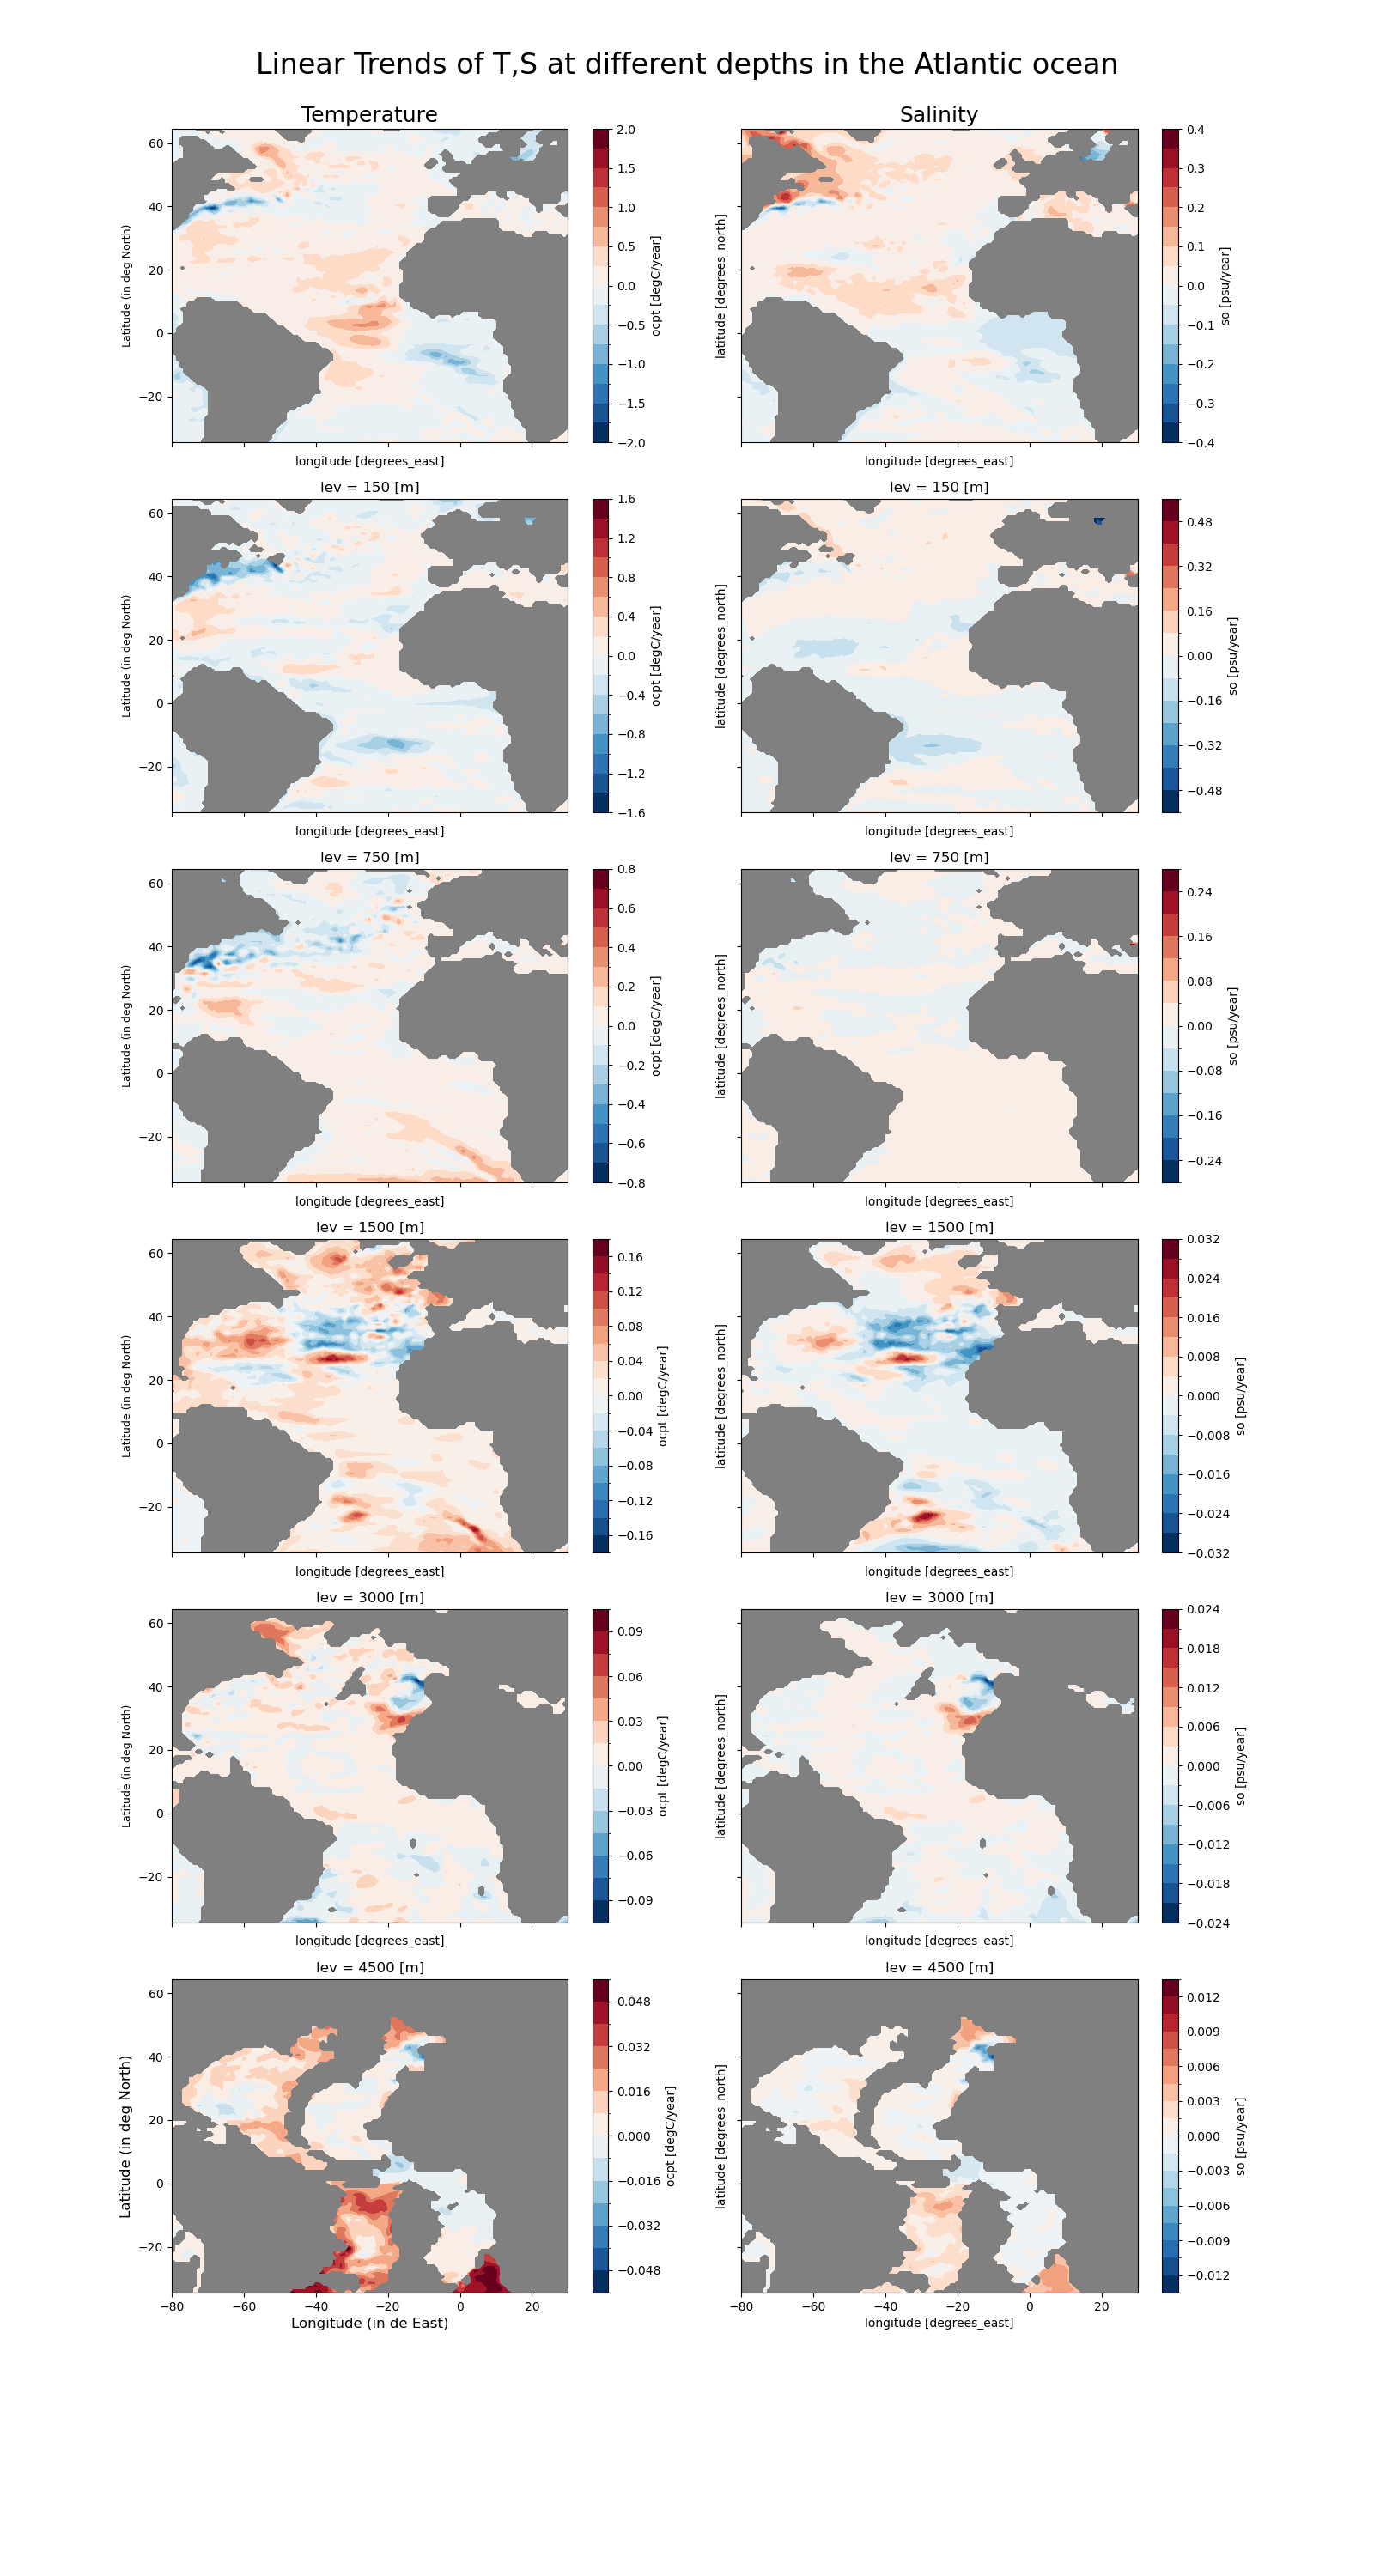 Linear Trends of T,S at different depths in the Atlantic ocean
Temperature
Salinity
60
40
20
0
−20
Latitude (in deg North)
longitude [degrees_east]
2.0
1.5
1.0
0.5
0.0
−0.5
−1.0
−1.5
−2.0
ocpt [degC/year]
latitude [degrees_north]
longitude [degrees_east]
0.4
0.3
0.2
0.1
0.0
−0.1
−0.2
−0.3
−0.4
so [psu/year]
lev = 150 [m]
60
40
20
0
−20
Latitude (in deg North)
longitude [degrees_east]
1.6
1.2
0.8
0.4
0.0
−0.4
−0.8
−1.2
−1.6
ocpt [degC/year]
lev = 150 [m]
latitude [degrees_north]
longitude [degrees_east]
0.48
0.32
0.16
0.00
−0.16
−0.32
−0.48
so [psu/year]
lev = 750 [m]
60
40
20
0
−20
Latitude (in deg North)
longitude [degrees_east]
0.8
0.6
0.4
0.2
0.0
−0.2
−0.4
−0.6
−0.8
ocpt [degC/year]
lev = 750 [m]
latitude [degrees_north]
longitude [degrees_east]
0.24
0.16
0.08
0.00
−0.08
−0.16
−0.24
so [psu/year]
lev = 1500 [m]
60
40
20
0
−20
Latitude (in deg North)
longitude [degrees_east]
0.16
0.12
0.08
0.04
0.00
−0.04
−0.08
−0.12
−0.16
ocpt [degC/year]
lev = 1500 [m]
latitude [degrees_north]
longitude [degrees_east]
0.032
0.024
0.016
0.008
0.000
−0.008
−0.016
−0.024
−0.032
so [psu/year]
lev = 3000 [m]
60
40
20
0
−20
Latitude (in deg North)
longitude [degrees_east]
0.09
0.06
0.03
0.00
−0.03
−0.06
−0.09
ocpt [degC/year]
lev = 3000 [m]
latitude [degrees_north]
longitude [degrees_east]
0.024
0.018
0.012
0.006
0.000
−0.006
−0.012
−0.018
−0.024
so [psu/year]
lev = 4500 [m]
60
40
20
0
−20
Latitude (in deg North)
−80
−60
−40
−20
0
20
Longitude (in de East)
0.048
0.032
0.016
0.000
−0.016
−0.032
−0.048
ocpt [degC/year]
lev = 4500 [m]
latitude [degrees_north]
−80
−60
−40
−20
0
20
longitude [degrees_east]
0.012
0.009
0.006
0.003
0.000
−0.003
−0.006
−0.009
−0.012
so [psu/year]